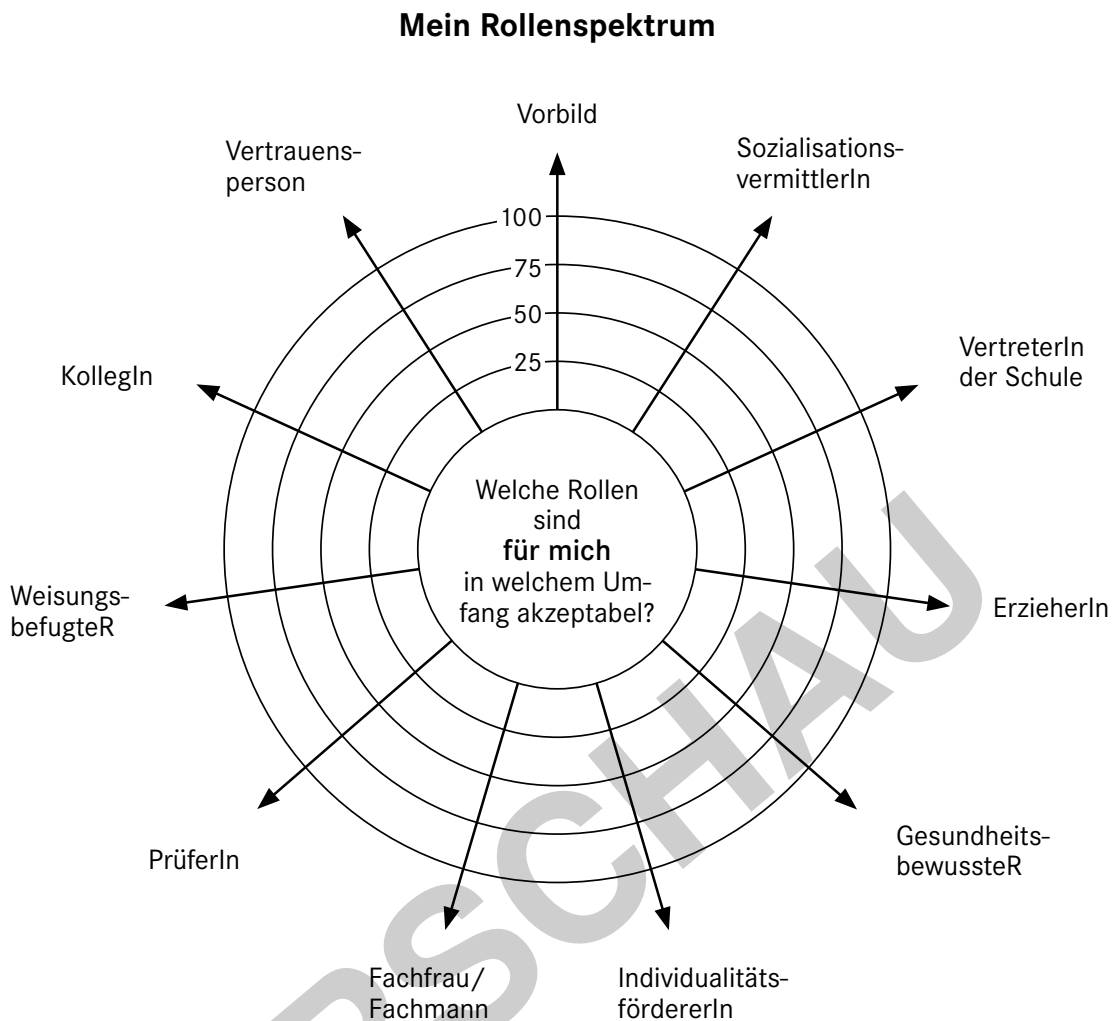 Mein Rollenspektrum
Vorbild
Vertrauens-
person
Sozialisations-
vermittlerIn
100
75
50
25
KollegIn
VertreterIn
der Schule
Welche Rollen
sind
für mich
in welchem Um-
fang akzeptabel?
Weisungs-
befugteR
ErzieherIn
PrüferIn
Gesundheits-
bewussteR
Fachfrau/
Fachmann
Individualitäts-
fördererIn
RSCHAU